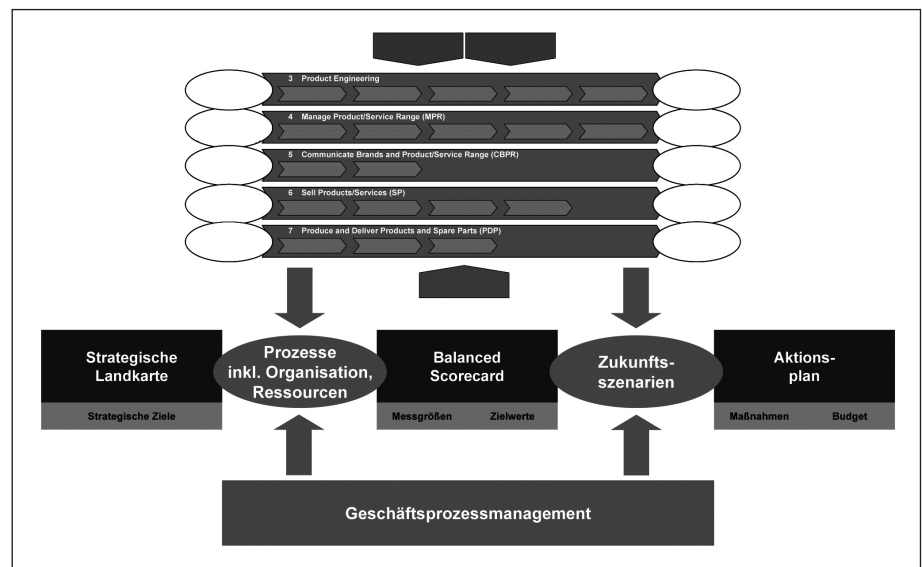 3 Product Engineering
4 Manage Product/Service Range (MPR)
5 Communicate Brands and Product/Service Range (CBPR)
6 Sell Products/Services (SP)
7 Produce and Deliver Products and Spare Parts (PDP)
Strategische
Landkarte
Strategische Ziele
Prozesse
inkl. Organisation,
Ressourcen
Balanced
Scorecard
Messgrößen Zielwerte
Zukunfts-
szenarien
Aktions-
plan
Maßnahmen Budget
Geschäftsprozessmanagement